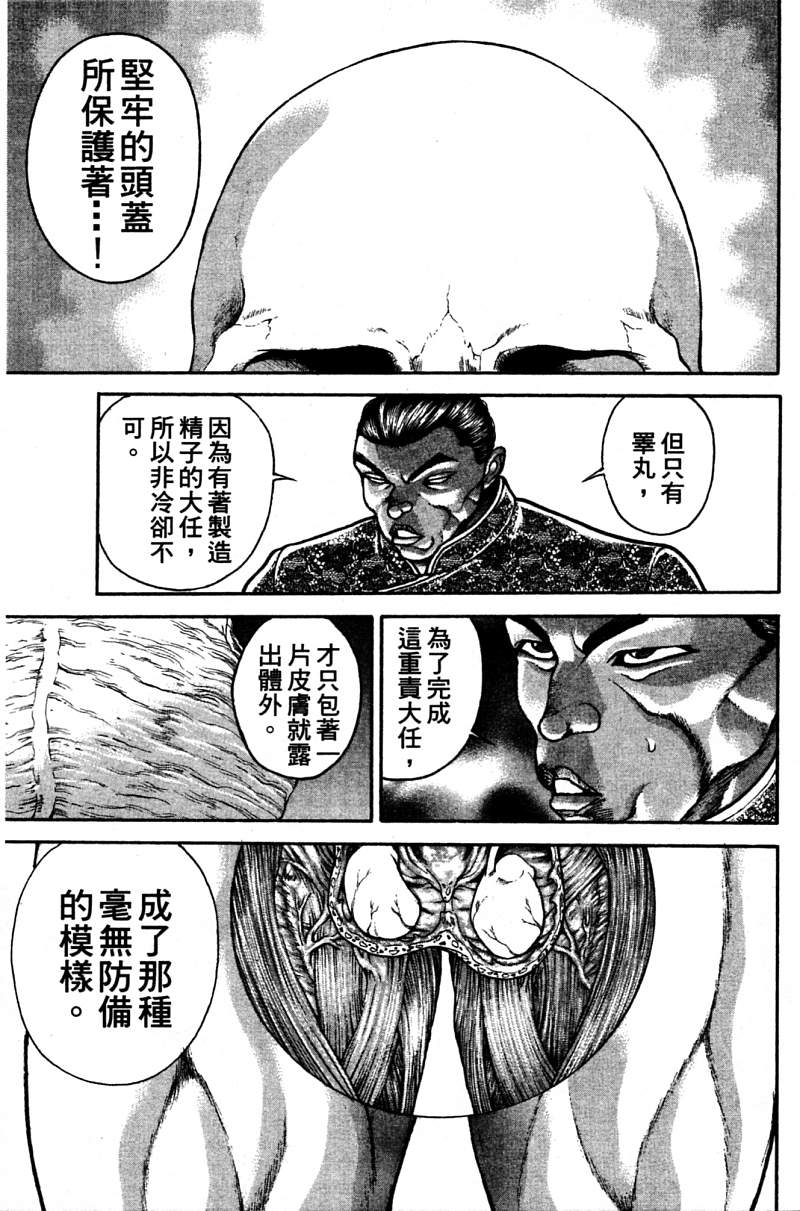 堅牢的頭蓋
所保護著…！
但只有
睪丸，
因為有著製造
精子的大任，
所以非冷卻不
可。
為了完成
這重責大任，
才只包著一
片皮膚就露
出體外。
成了那種
毫無防備
的模樣。